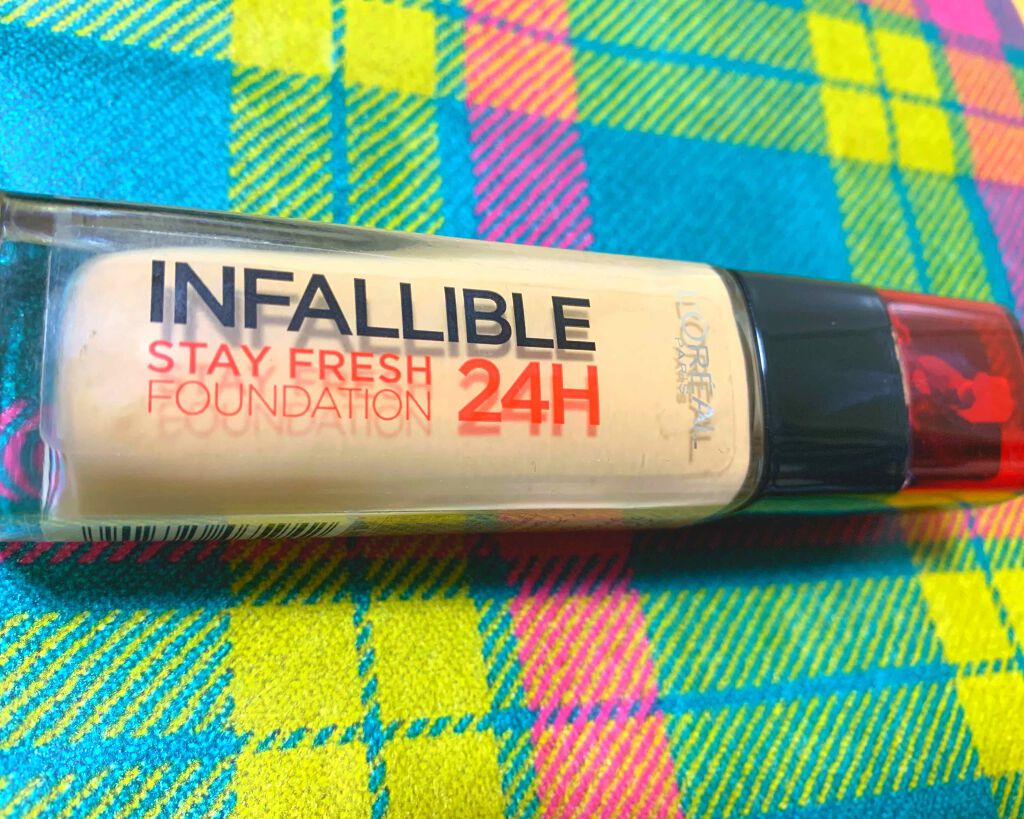 INFALLIBLE
STAY FRESH
FOUNDATION
24H
L'ORÉAL
PARIS